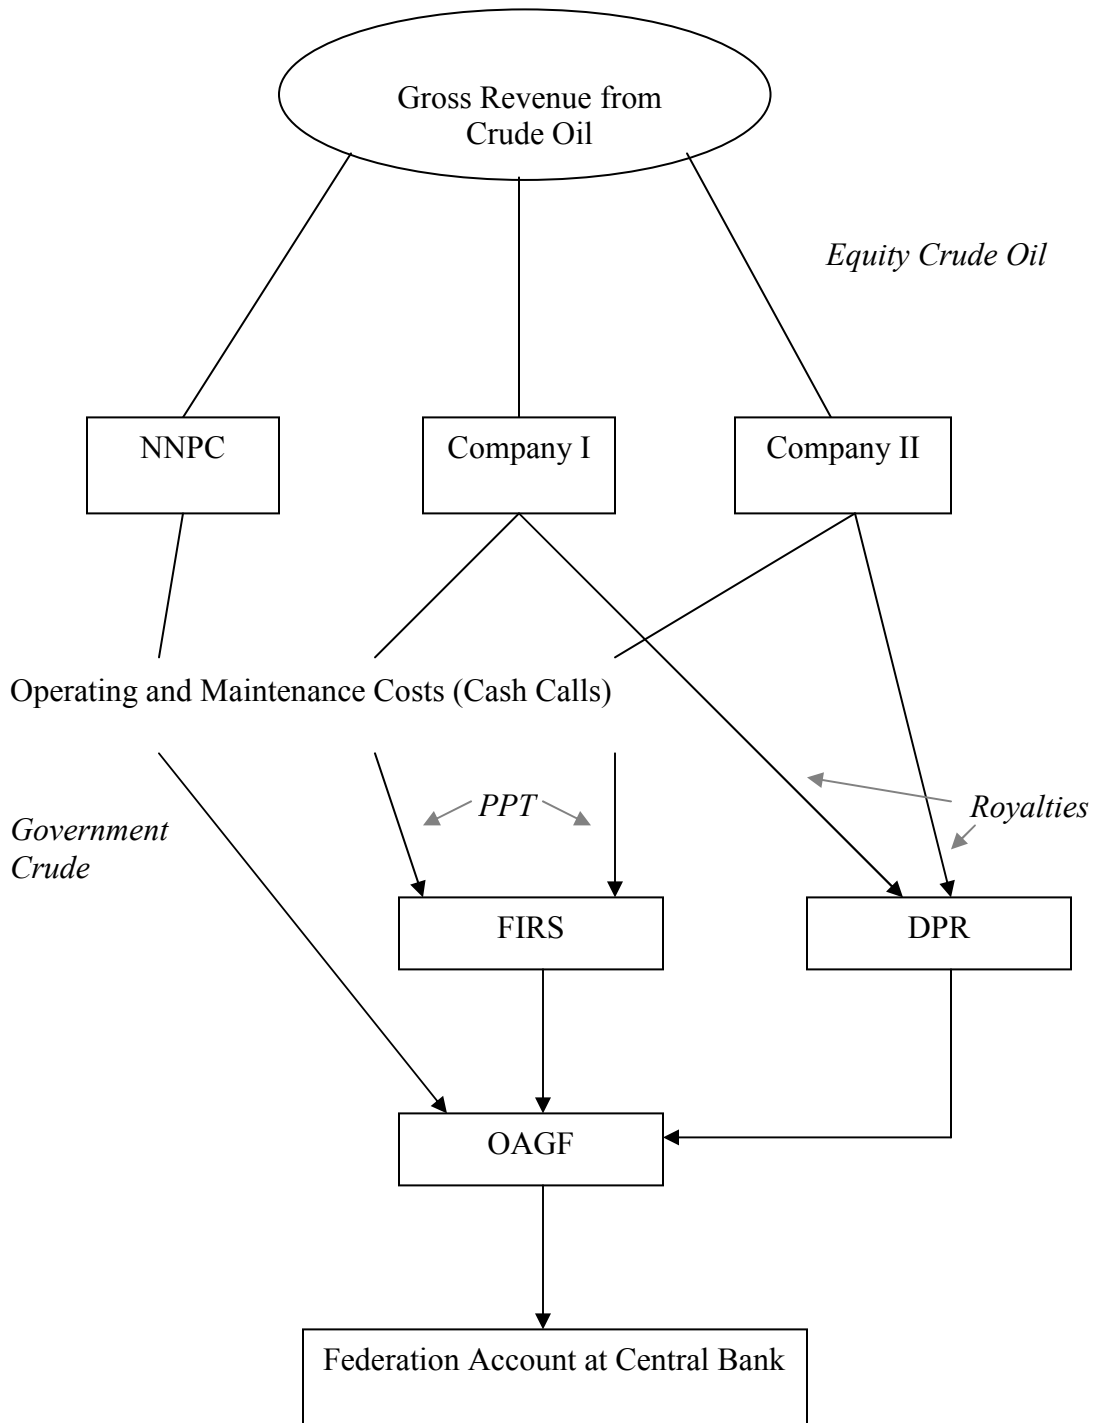 Gross Revenue from
Crude Oil
Equity Crude Oil
NNPC
Company I
Company II
Operating and Maintenance Costs (Cash Calls)
PPT
Royalties
Government
Crude
FIRS
DPR
OAGF
Federation Account at Central Bank